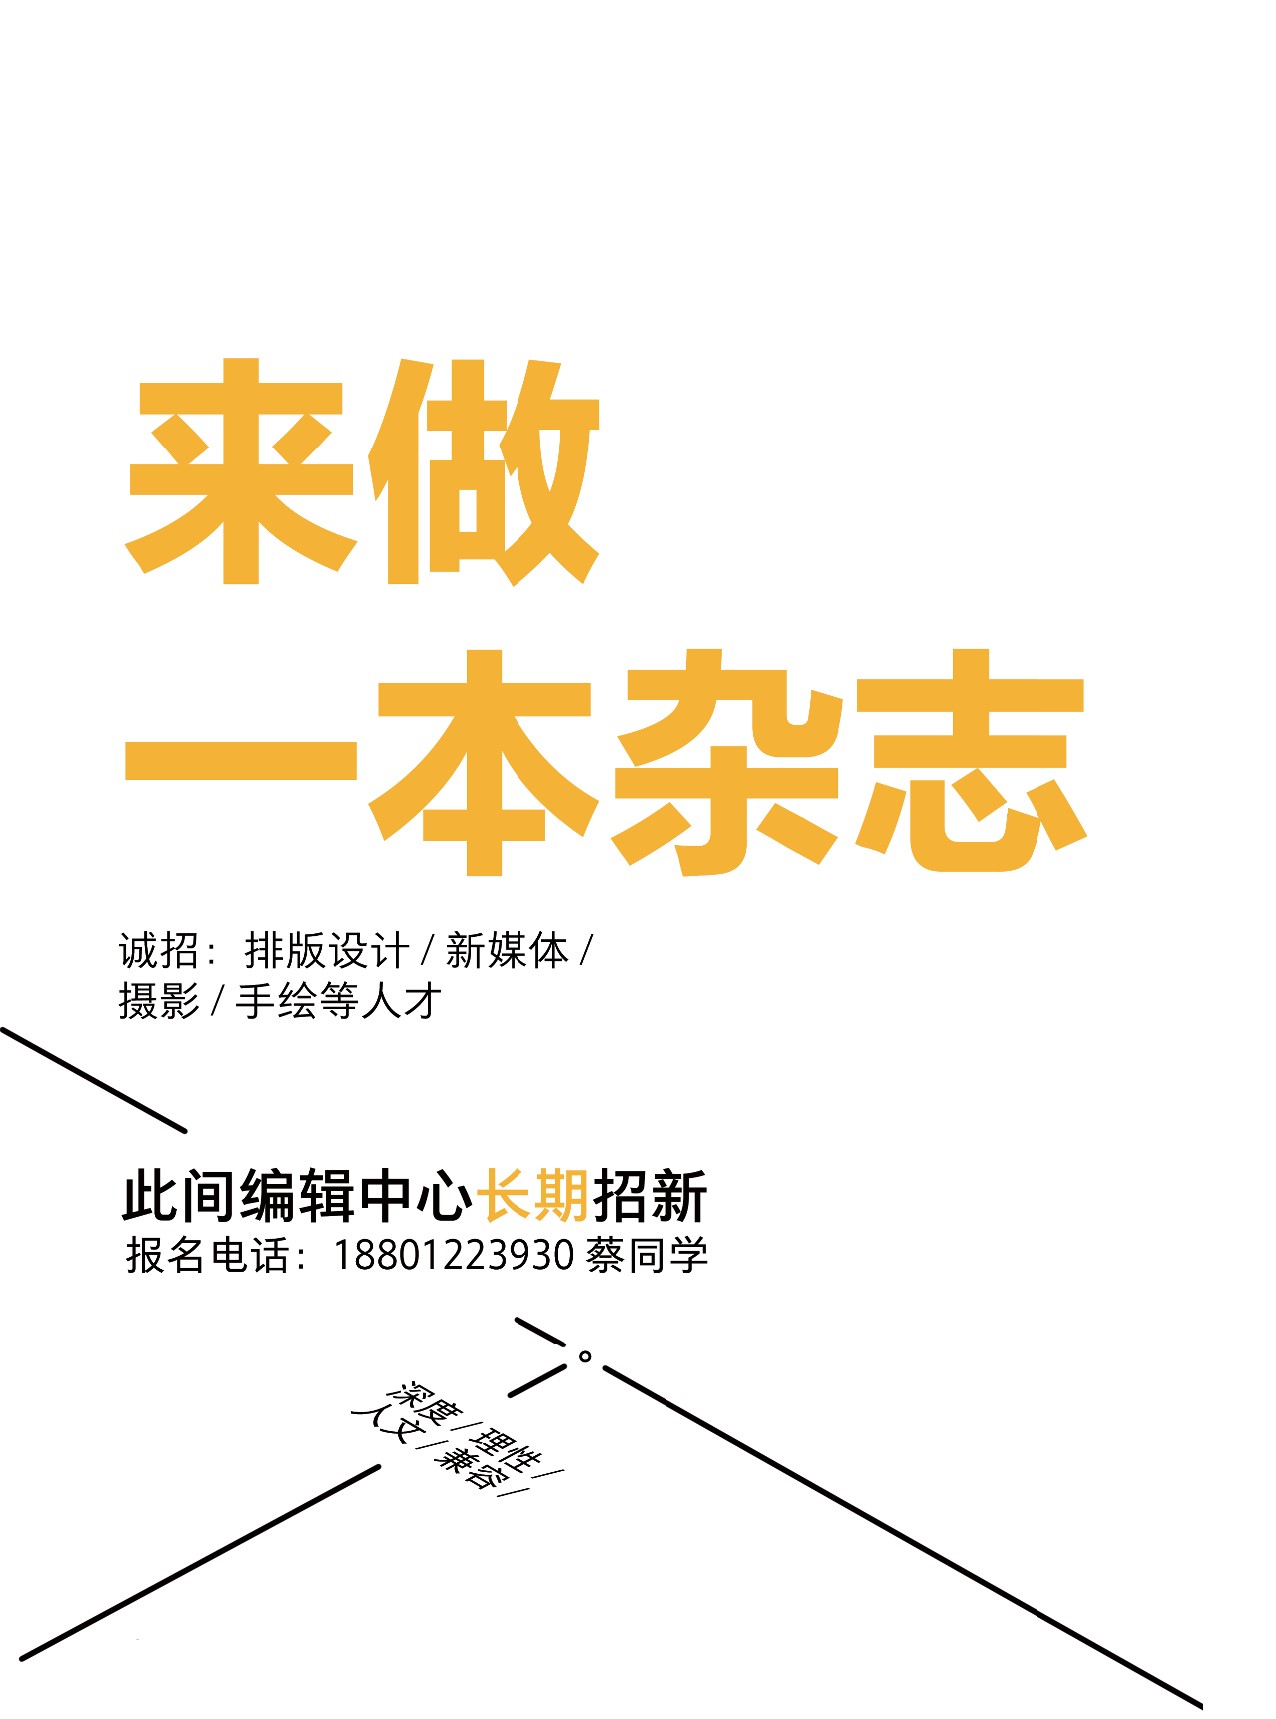 来做
一本杂志
诚招：排版设计 / 新媒体 /
摄影 / 手绘等人才
此间编辑中心长期招新
报名电话：18801223930 蔡同学
深度 / 理性 /
人文 / 兼容 /